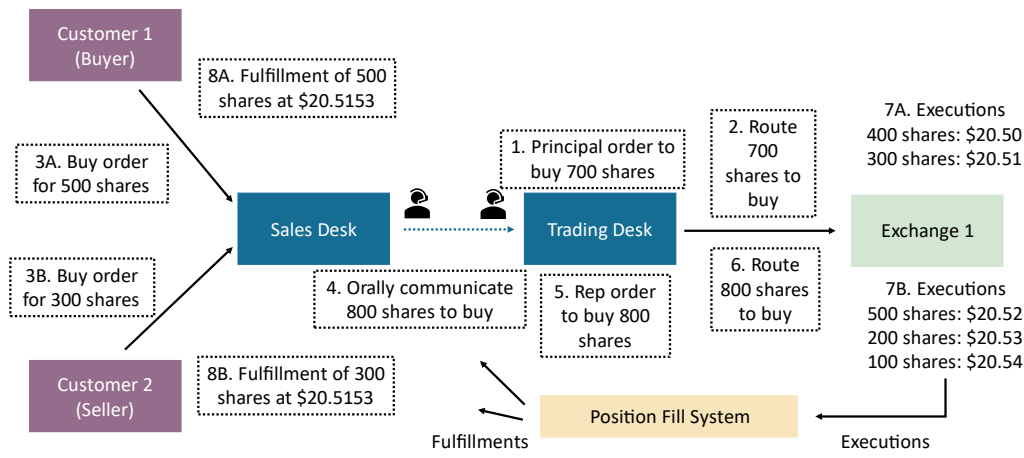 Customer 1
(Buyer)
8A. Fulfillment of 500
shares at $20.5153
3A. Buy order
for 500 shares
1. Principal order to
buy 700 shares
2. Route
700
shares to
buy
7A. Executions
400 shares: $20.50
300 shares: $20.51
Sales Desk
Trading Desk
Exchange 1
3B. Buy order
for 300 shares
4. Orally communicate
800 shares to buy
5. Rep order
to buy 800
shares
6. Route
800 shares
to buy
7B. Executions
500 shares: $20.52
200 shares: $20.53
100 shares: $20.54
Customer 2
(Seller)
8B. Fulfillment of 300
shares at $20.5153
Position Fill System
Fulfillments
Executions